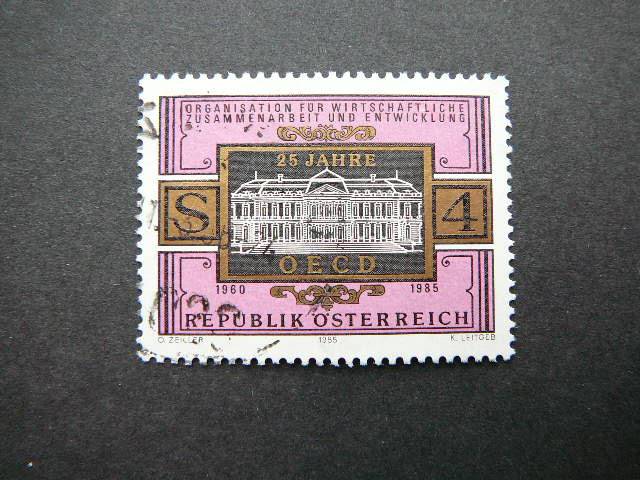 ORGANISATION FÜR WIRTSCHAFTLICHE
ZUSAMMENARBEIT UND ENTWICKLUNG
25 JAHRE
S 4
OECD
1960 1985
REPUBLIK ÖSTERREICH
O. ZEILLER 1985 K. LEITGEB